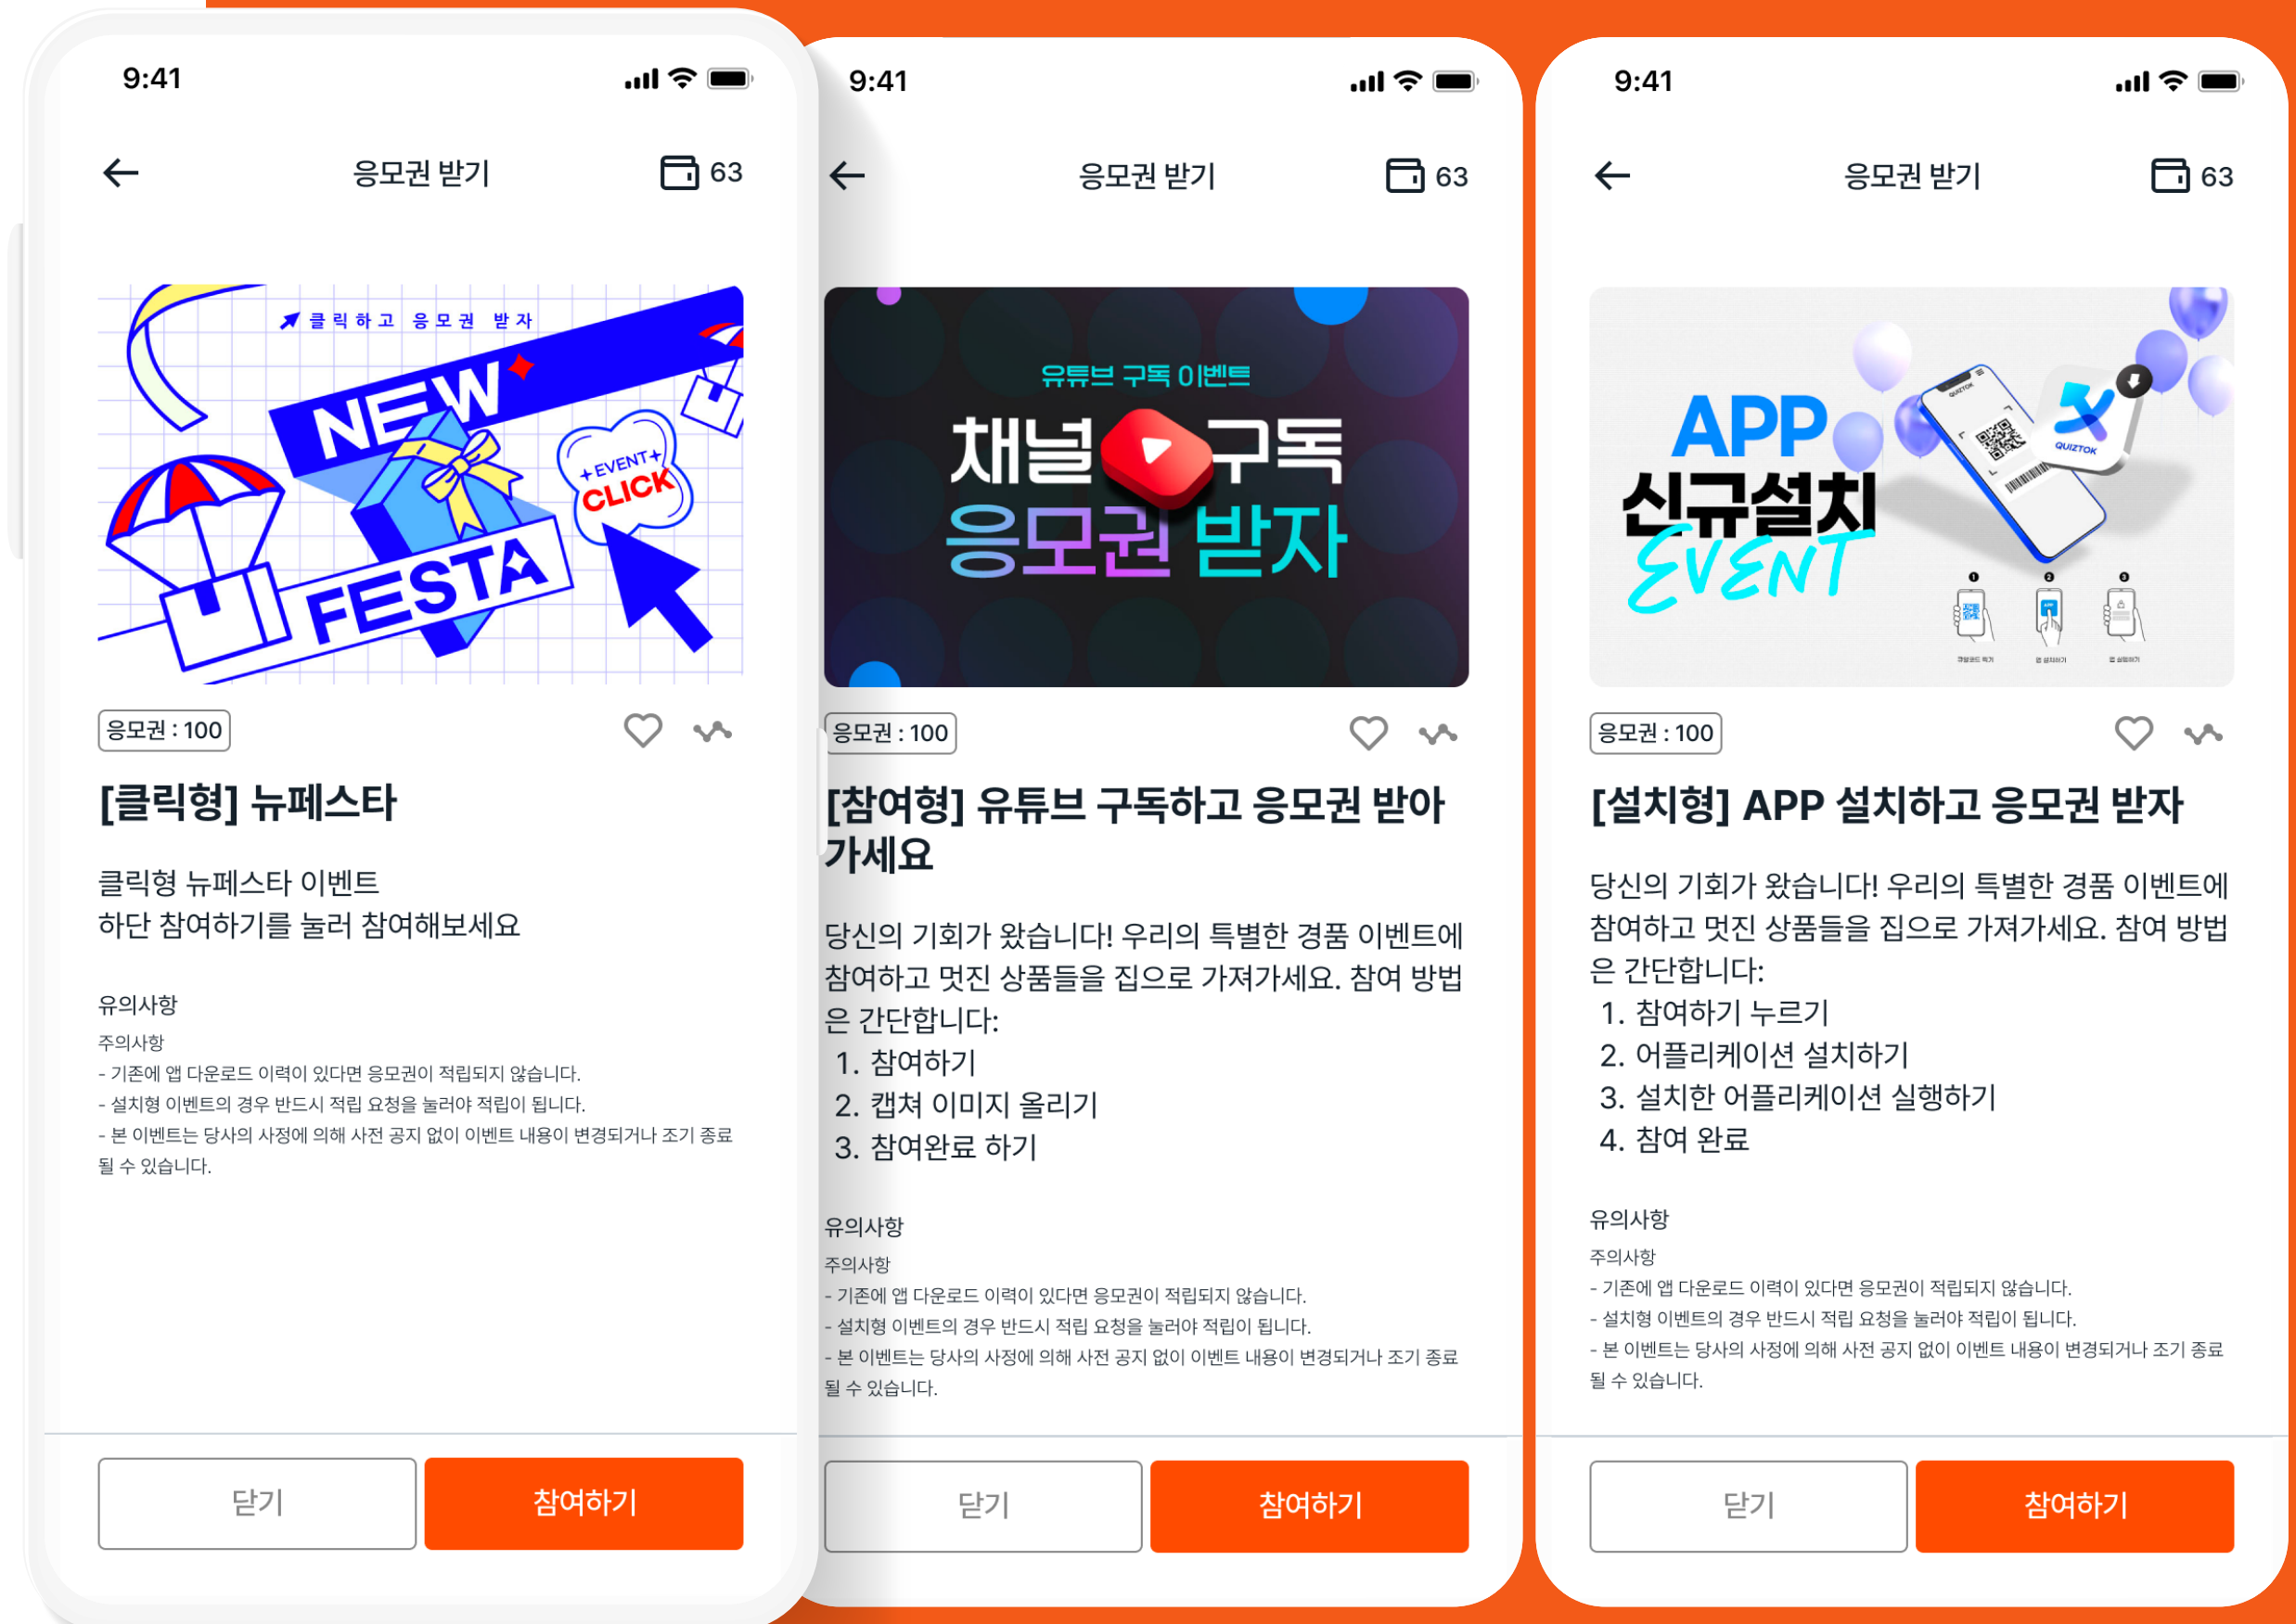 9:41
응모권 받기
63
클릭하고 응모권 받자
NEW
EVENT
CLICK
FESTA
응모권 : 100
[클릭형] 뉴페스타
클릭형 뉴페스타 이벤트
하단 참여하기를 눌러 참여해보세요
유의사항
주의사항
- 기존에 앱 다운로드 이력이 있다면 응모권이 적립되지 않습니다.
- 설치형 이벤트의 경우 반드시 적립 요청을 눌러야 적립이 됩니다.
- 본 이벤트는 당사의 사정에 의해 사전 공지 없이 이벤트 내용이 변경되거나 조기 종료
될 수 있습니다.
닫기
참여하기
9:41
응모권 받기
63
유튜브 구독 이벤트
채널 구독
응모권 받자
응모권 : 100
[참여형] 유튜브 구독하고 응모권 받아
가세요
당신의 기회가 왔습니다! 우리의 특별한 경품 이벤트에
참여하고 멋진 상품들을 집으로 가져가세요. 참여 방법
은 간단합니다:
1. 참여하기
2. 캡쳐 이미지 올리기
3. 참여완료 하기
유의사항
주의사항
- 기존에 앱 다운로드 이력이 있다면 응모권이 적립되지 않습니다.
- 설치형 이벤트의 경우 반드시 적립 요청을 눌러야 적립이 됩니다.
- 본 이벤트는 당사의 사정에 의해 사전 공지 없이 이벤트 내용이 변경되거나 조기 종료
될 수 있습니다.
닫기
참여하기
9:41
응모권 받기
63
APP
신규설치
EVENT
QUIZTOK
QUIZTOK
1
2
3
APP
앱 설치하기
앱 실행하기
응모권 : 100
[설치형] APP 설치하고 응모권 받자
당신의 기회가 왔습니다! 우리의 특별한 경품 이벤트에
참여하고 멋진 상품들을 집으로 가져가세요. 참여 방법
은 간단합니다:
1. 참여하기 누르기
2. 어플리케이션 설치하기
3. 설치한 어플리케이션 실행하기
4. 참여 완료
유의사항
주의사항
- 기존에 앱 다운로드 이력이 있다면 응모권이 적립되지 않습니다.
- 설치형 이벤트의 경우 반드시 적립 요청을 눌러야 적립이 됩니다.
- 본 이벤트는 당사의 사정에 의해 사전 공지 없이 이벤트 내용이 변경되거나 조기 종료
될 수 있습니다.
닫기
참여하기